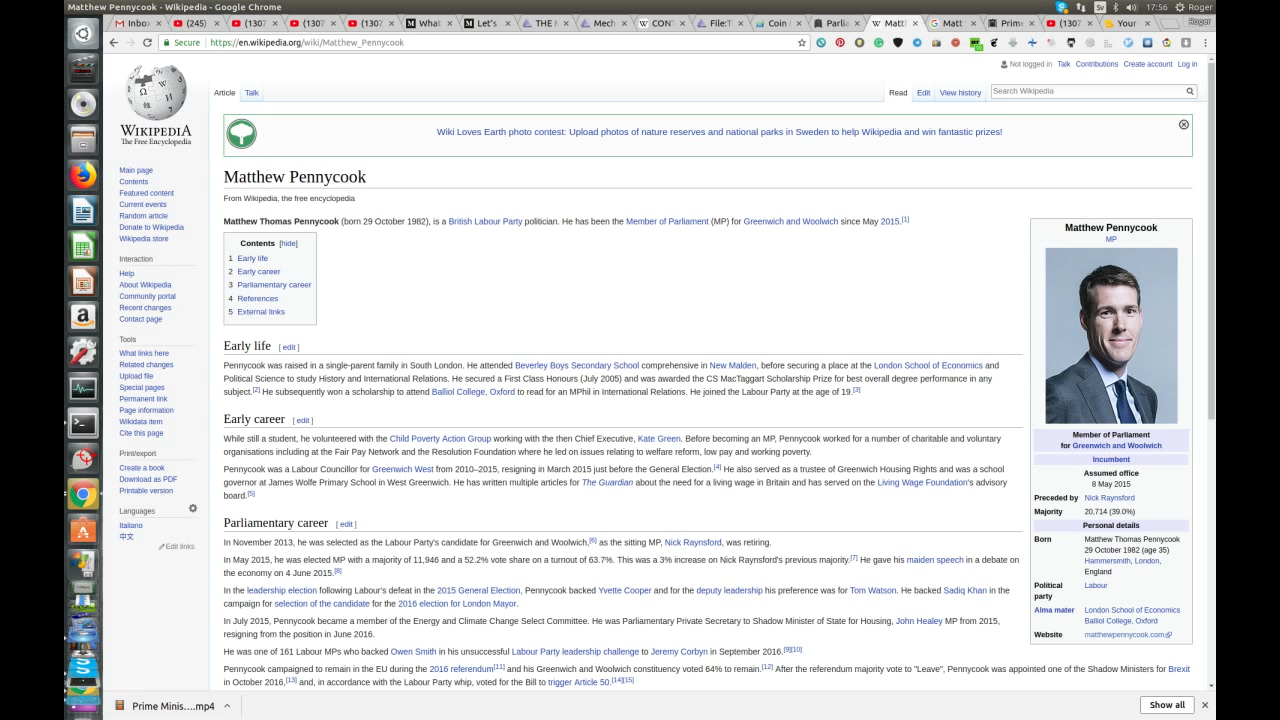 Matthew Pennycook - Wikipedia - Google Chrome
Sv
17:56 Roger
Inbo
(245)
(1307
(1307
(1307
What
Let's
THE
Mech
CON
File:T
Coin
Parlia
Matt
Matt
Prime
(1307
Your
Roger
Secure https://en.wikipedia.org/wiki/Matthew_Pennycook
Not logged in Talk Contributions Create account Log in
Article Talk
Read Edit View history
Search Wikipedia
WIKIPEDIA
The Free Encyclopedia
Main page
Contents
Featured content
Current events
Random article
Donate to Wikipedia
Wikipedia store
Interaction
Help
About Wikipedia
Community portal
Recent changes
Contact page
Tools
What links here
Related changes
Upload file
Special pages
Permanent link
Page information
Wikidata item
Cite this page
Print/export
Create a book
Download as PDF
Printable version
Languages
Italiano
中文
Edit links
Wiki Loves Earth photo contest: Upload photos of nature reserves and national parks in Sweden to help Wikipedia and win fantastic prizes!
Matthew Pennycook
From Wikipedia, the free encyclopedia
Matthew Thomas Pennycook (born 29 October 1982), is a British Labour Party politician. He has been the Member of Parliament (MP) for Greenwich and Woolwich since May 2015.[1]
Contents [hide]
1 Early life
2 Early career
3 Parliamentary career
4 References
5 External links
Early life [ edit ]
Pennycook was raised in a single-parent family in South London. He attended Beverley Boys Secondary School comprehensive in New Malden, before securing a place at the London School of Economics and
Political Science to study History and International Relations. He secured a First Class Honours (July 2005) and was awarded the CS MacTaggart Scholarship Prize for best overall degree performance in any
subject.[2] He subsequently won a scholarship to attend Balliol College, Oxford to read for an MPhil in International Relations. He joined the Labour Party at the age of 19.[3]
Early career [ edit ]
While still a student, he volunteered with the Child Poverty Action Group working with the then Chief Executive, Kate Green. Before becoming an MP, Pennycook worked for a number of charitable and voluntary
organisations including at the Fair Pay Network and the Resolution Foundation where he led on issues relating to welfare reform, low pay and working poverty.
Pennycook was a Labour Councillor for Greenwich West from 2010–2015, resigning in March 2015 just before the General Election.[4] He also served as a trustee of Greenwich Housing Rights and was a school
governor at James Wolfe Primary School in West Greenwich. He has written multiple articles for The Guardian about the need for a living wage in Britain and has served on the Living Wage Foundation's advisory
board.[5]
Parliamentary career [ edit ]
In November 2013, he was selected as the Labour Party's candidate for Greenwich and Woolwich,[6] as the sitting MP, Nick Raynsford, was retiring.
In May 2015, he was elected MP with a majority of 11,946 and a 52.2% vote share on a turnout of 63.7%. This was a 3% increase on Nick Raynsford's previous majority.[7] He gave his maiden speech in a debate on
the economy on 4 June 2015.[8]
In the leadership election following Labour's defeat in the 2015 General Election, Pennycook backed Yvette Cooper and for the deputy leadership his preference was for Tom Watson. He backed Sadiq Khan in the
campaign for selection of the candidate for the 2016 election for London Mayor.
In July 2015, Pennycook became a member of the Energy and Climate Change Select Committee. He was Parliamentary Private Secretary to Shadow Minister of State for Housing, John Healey MP from 2015,
resigning from the position in June 2016.
He was one of 161 Labour MPs who backed Owen Smith in his unsuccessful Labour Party leadership challenge to Jeremy Corbyn in September 2016.[9][10]
Pennycook campaigned to remain in the EU during the 2016 referendum[11] and his Greenwich and Woolwich constituency voted 64% to remain.[12] After the referendum majority vote to "Leave", Pennycook was appointed one of the Shadow Ministers for Brexit
in October 2016,[13] and, in accordance with the Labour Party whip, voted for the Bill to trigger Article 50.[14][15]
Matthew Pennycook
MP
Member of Parliament
for Greenwich and Woolwich
Incumbent
Assumed office
8 May 2015
Preceded by Nick Raynsford
Majority 20,714 (39.0%)
Personal details
Born Matthew Thomas Pennycook
29 October 1982 (age 35)
Hammersmith, London,
England
Political party Labour
Alma mater London School of Economics
Balliol College, Oxford
Website matthewpennycook.com
Prime Minis....mp4
Show all